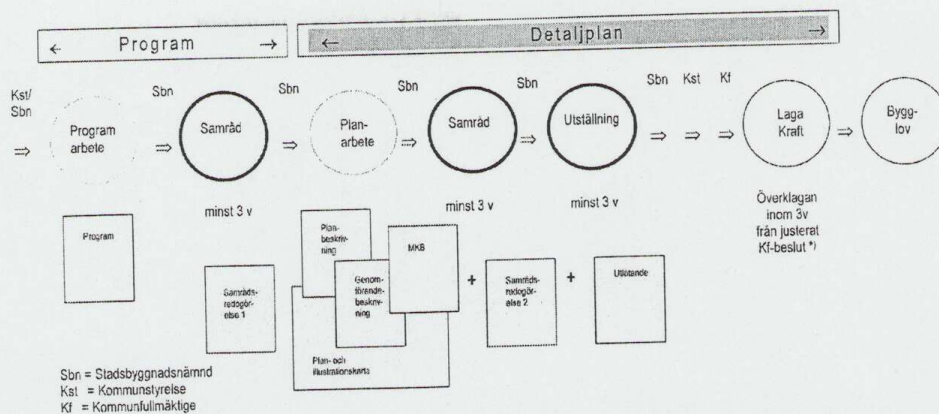 ← Program →
← Detaljplan →
Kst/
Sbn
Sbn
Sbn
Sbn
Sbn
Sbn
Kst
Kf
⇒
Program
arbete
⇒
Samråd
⇒
Plan-
arbete
⇒
Samråd
⇒
Utställning
⇒
⇒
⇒
Laga
Kraft
⇒
Bygg-
lov
minst 3 v
minst 3 v
minst 3 v
Överklagan
inom 3v
från justerat
Kf-beslut *)
Program
Samråds-
redogör-
else 1
Plan-
beskriv-
ning
Genom-
förande-
beskriv-
ning
MKB
Plan- och
illustrationskarta
+
Samråds-
redogör-
else 2
+
Utlåtande
Sbn = Stadsbyggnadsnämnd
Kst = Kommunstyrelse
Kf = Kommunfullmäktige